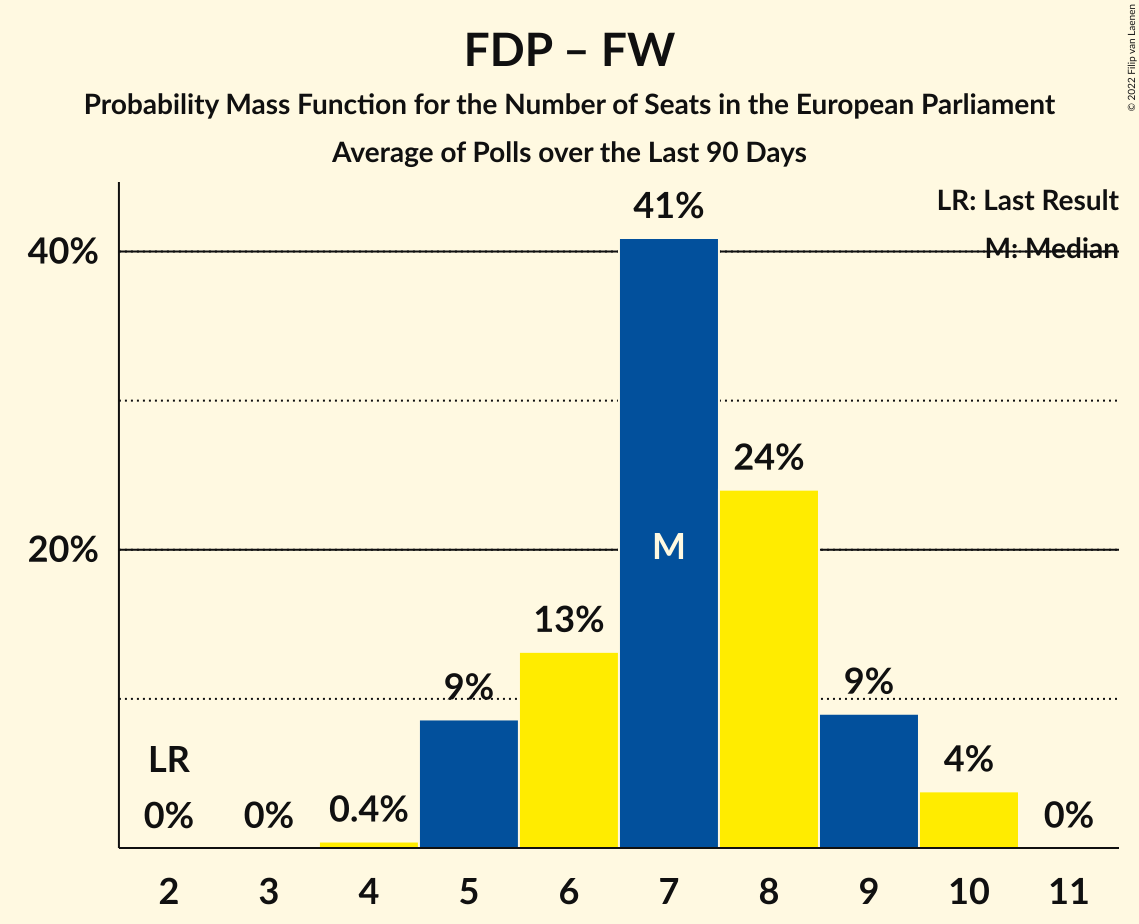 FDP – FW
Probability Mass Function for the Number of Seats in the European Parliament
Average of Polls over the Last 90 Days
© 2022 Filip van Laenen
LR: Last Result
M: Median
40%
20%
LR
0%
0%
0.4%
9%
13%
41%
M
24%
9%
4%
0%
2 3 4 5 6 7 8 9 10 11